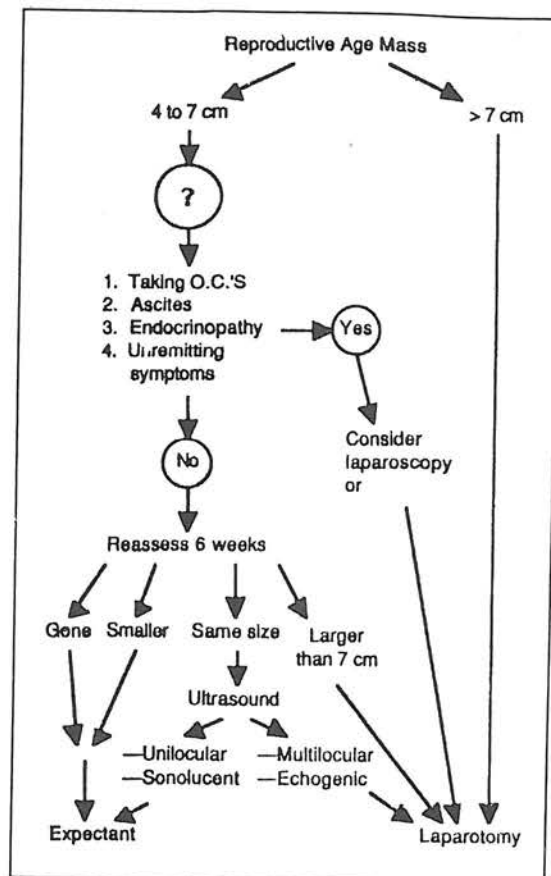 Reproductive Age Mass
4 to 7 cm
> 7 cm
?
1. Taking O.C.'S
2. Ascites
3. Endocrinopathy
4. Unremitting
symptoms
Yes
No
Consider
laparoscopy
or
Reassess 6 weeks
Gone
Smaller
Same size
Larger
than 7 cm
Ultrasound
—Unilocular
—Sonolucent
—Multilocular
—Echogenic
Expectant
Laparotomy